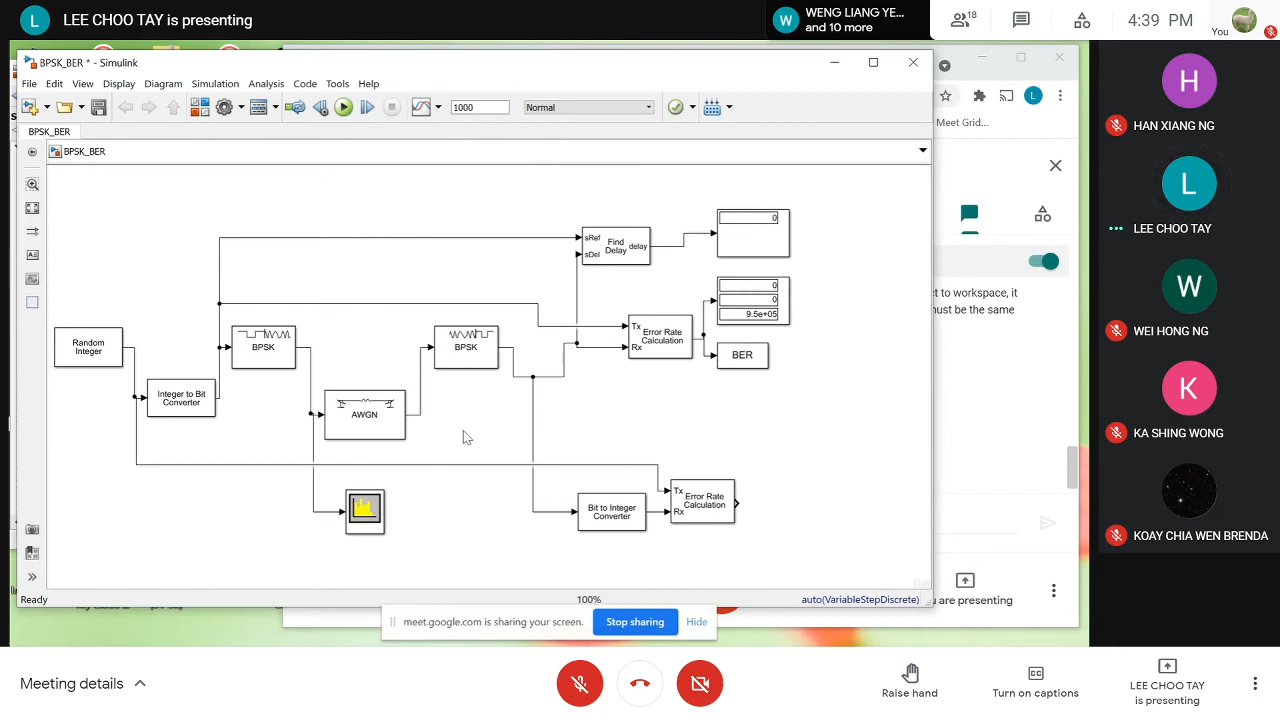 L
LEE CHOO TAY is presenting
W
WENG LIANG YE...
and 10 more
18
4:39 PM
You
BPSK_BER * - Simulink
File Edit View Display Diagram Simulation Analysis Code Tools Help
1000
Normal
BPSK_BER
BPSK_BER
L
Meet Grid...
sRef
sDel
Find
Delay
delay
0
Random
Integer
Integer to Bit
Converter
BPSK
AWGN
BPSK
Tx
Rx
Error Rate
Calculation
0
0
9.5e+05
BER
Bit to Integer
Converter
Tx
Rx
Error Rate
Calculation
et to workspace, it
must be the same
Ready
100%
auto(VariableStepDiscrete)
meet.google.com is sharing your screen.
Stop sharing
Hide
u are presenting
H
HAN XIANG NG
L
LEE CHOO TAY
W
WEI HONG NG
K
KA SHING WONG
KOAY CHIA WEN BRENDA
Meeting details
Raise hand
Turn on captions
LEE CHOO TAY
is presenting